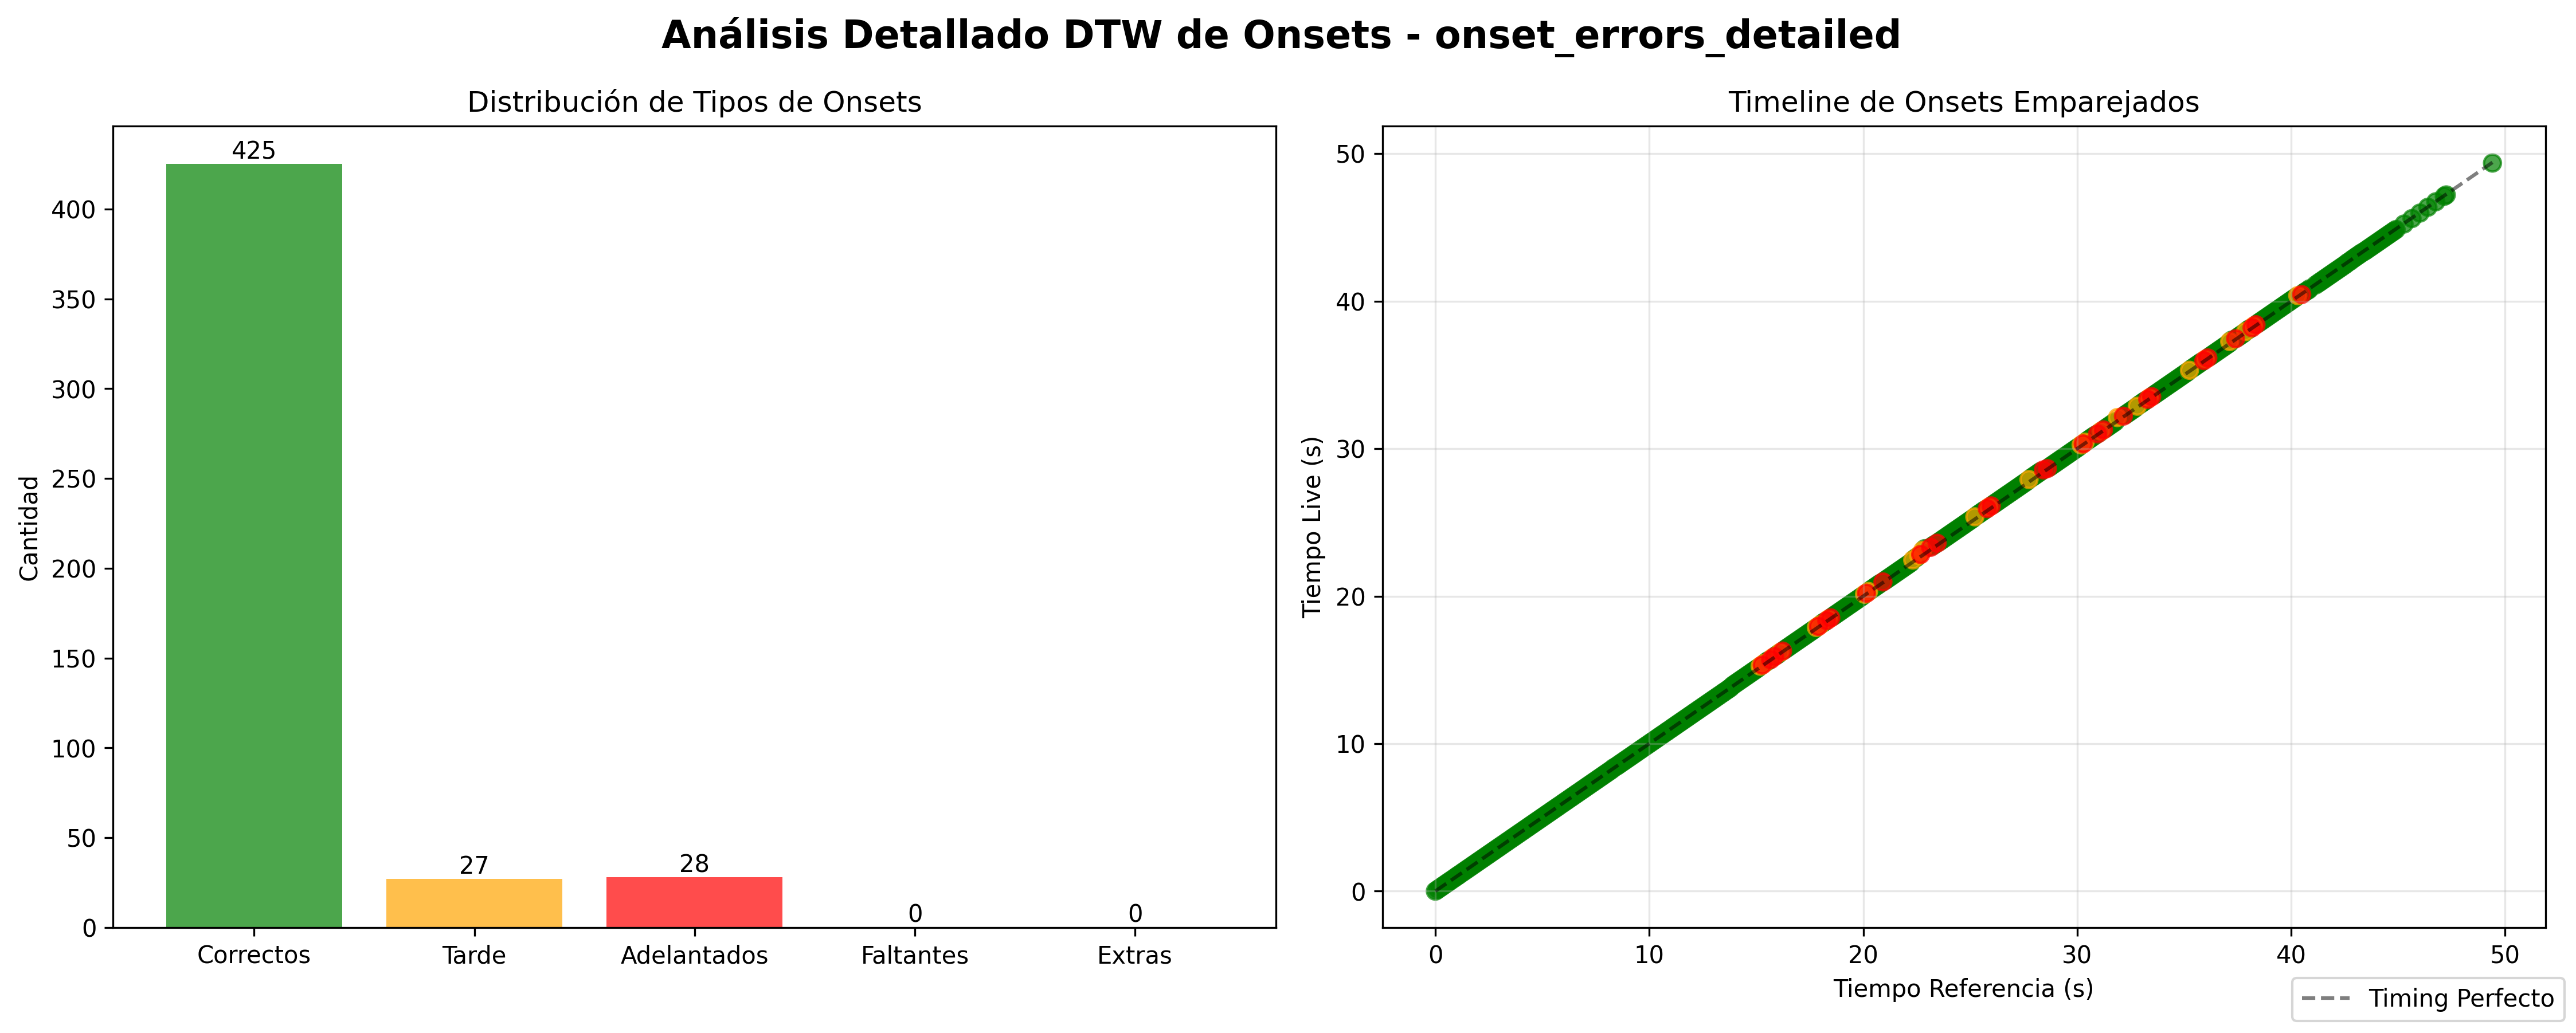 Análisis Detallado DTW de Onsets - onset_errors_detailed
Distribución de Tipos de Onsets
Cantidad
400
350
300
250
200
150
100
50
0
425
27
28
0
0
Correctos
Tarde
Adelantados
Faltantes
Extras
Timeline de Onsets Emparejados
Tiempo Live (s)
50
40
30
20
10
0
0
10
20
30
40
50
Tiempo Referencia (s)
Timing Perfecto